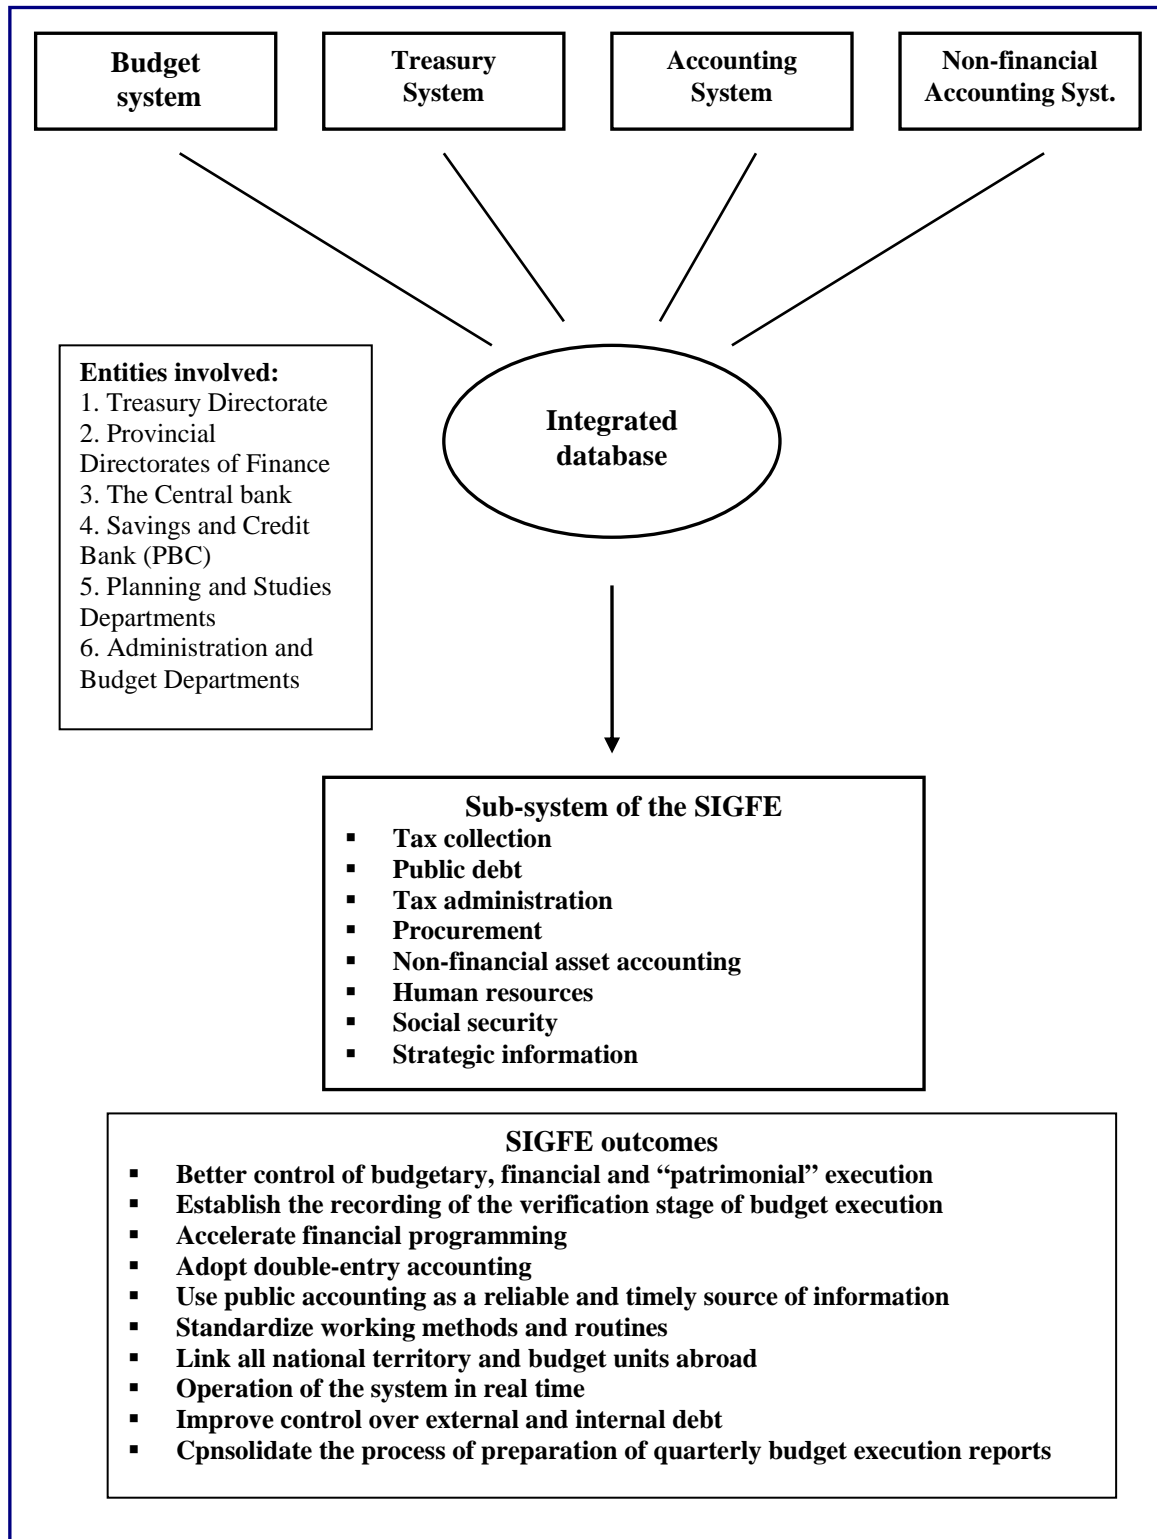 Budget
system
Treasury
System
Accounting
System
Non-financial
Accounting Syst.
Entities involved:
1. Treasury Directorate
2. Provincial
Directorates of Finance
3. The Central bank
4. Savings and Credit
Bank (PBC)
5. Planning and Studies
Departments
6. Administration and
Budget Departments
Integrated
database
Sub-system of the SIGFE
▪ Tax collection
▪ Public debt
▪ Tax administration
▪ Procurement
▪ Non-financial asset accounting
▪ Human resources
▪ Social security
▪ Strategic information
SIGFE outcomes
▪ Better control of budgetary, financial and “patrimonial” execution
▪ Establish the recording of the verification stage of budget execution
▪ Accelerate financial programming
▪ Adopt double-entry accounting
▪ Use public accounting as a reliable and timely source of information
▪ Standardize working methods and routines
▪ Link all national territory and budget units abroad
▪ Operation of the system in real time
▪ Improve control over external and internal debt
▪ Cpnsolidate the process of preparation of quarterly budget execution reports